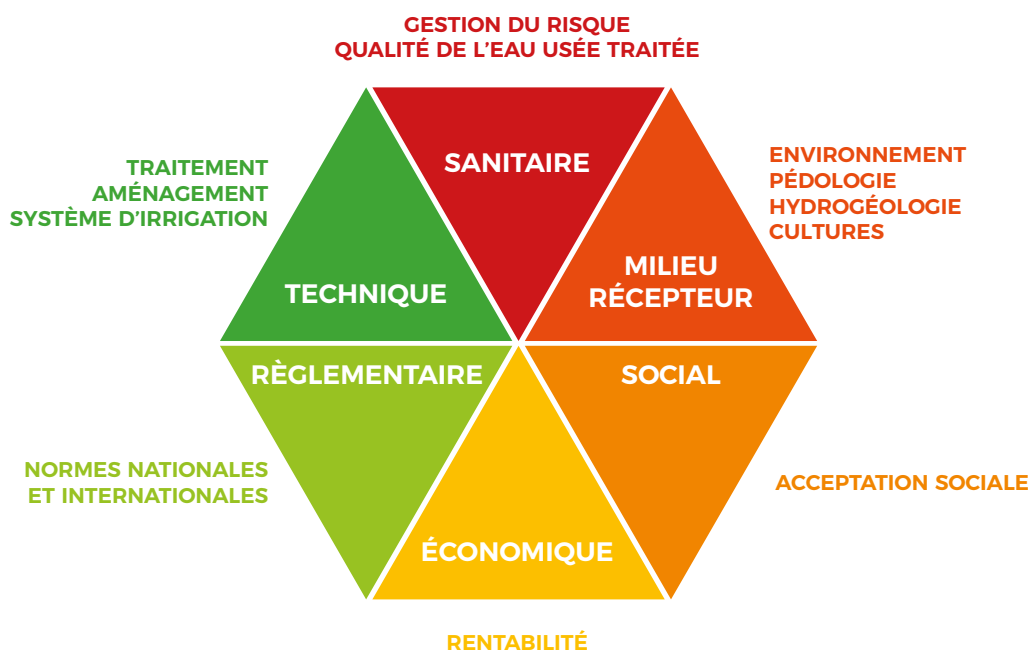 GESTION DU RISQUE
QUALITÉ DE L'EAU USÉE TRAITÉE
SANITAIRE
ENVIRONNEMENT
PÉDOLOGIE
HYDROGÉOLOGIE
CULTURES
MILIEU
RÉCEPTEUR
SOCIAL
ACCEPTATION SOCIALE
ÉCONOMIQUE
RENTABILITÉ
RÈGLEMENTAIRE
NORMES NATIONALES
ET INTERNATIONALES
TECHNIQUE
TRAITEMENT
AMÉNAGEMENT
SYSTÈME D'IRRIGATION